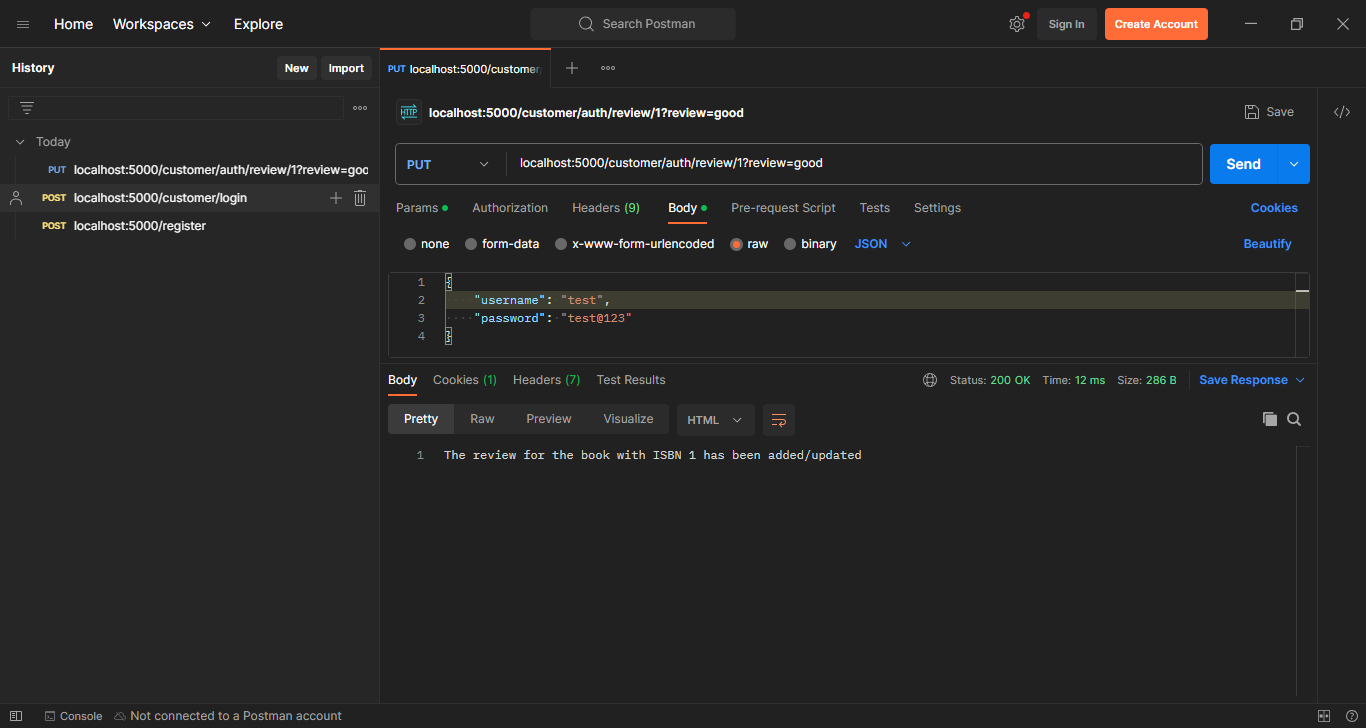 Home Workspaces Explore Search Postman Sign In Create Account
History New Import
PUT localhost:5000/customer
HTTP localhost:5000/customer/auth/review/1?review=good Save
Today
PUT localhost:5000/customer/auth/review/1?review=goo
POST localhost:5000/customer/login
POST localhost:5000/register
PUT localhost:5000/customer/auth/review/1?review=good Send
Params Authorization Headers (9) Body Pre-request Script Tests Settings Cookies
none form-data x-www-form-urlencoded raw binary JSON Beautify
1 {
2 "username": "test",
3 "password": "test@123"
4 }
Body Cookies (1) Headers (7) Test Results Status: 200 OK Time: 12 ms Size: 286 B Save Response
Pretty Raw Preview Visualize HTML
1 The review for the book with ISBN 1 has been added/updated
Console Not connected to a Postman account